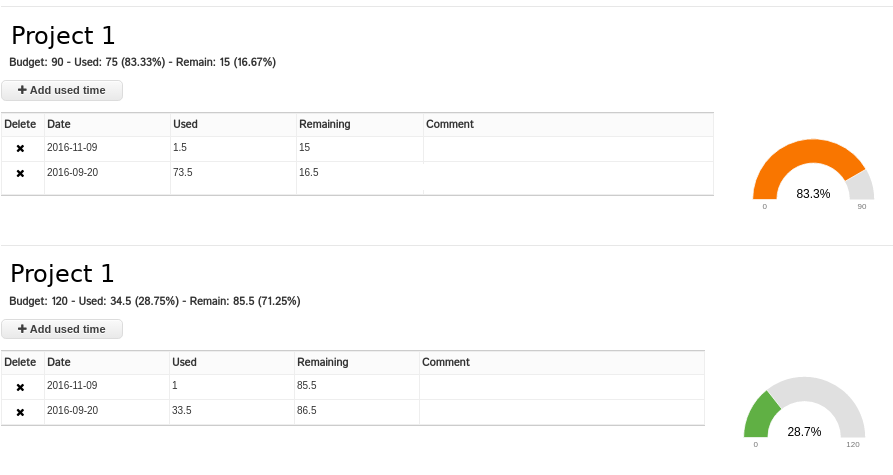 Project 1
Budget: 90 - Used: 75 (83.33%) - Remain: 15 (16.67%)
+ Add used time
Delete Date Used Remaining Comment
✖ 2016-11-09 1.5 15
✖ 2016-09-20 73.5 16.5
83.3%
0 90
Project 1
Budget: 120 - Used: 34.5 (28.75%) - Remain: 85.5 (71.25%)
+ Add used time
Delete Date Used Remaining Comment
✖ 2016-11-09 1 85.5
✖ 2016-09-20 33.5 86.5
28.7%
0 120